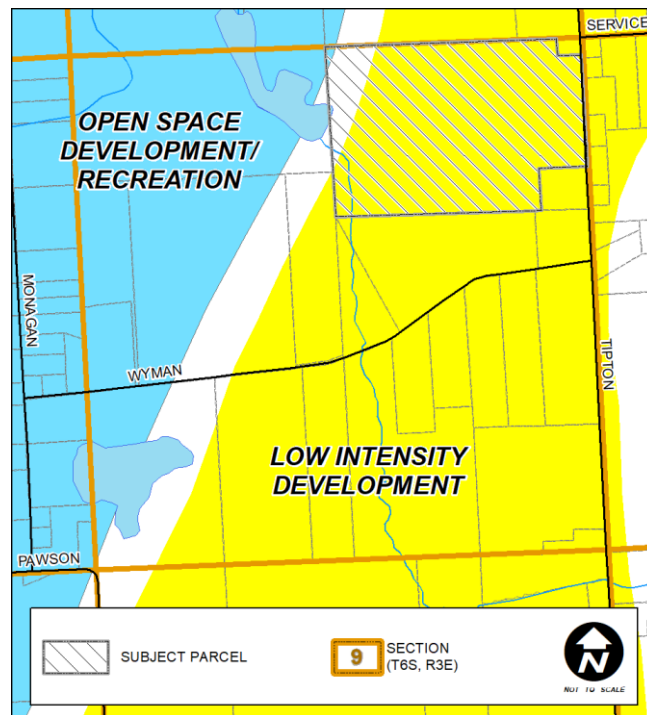 SERVICE
OPEN SPACE
DEVELOPMENT/
RECREATION
MONAGAN
WYMAN
TIPTON
LOW INTENSITY
DEVELOPMENT
PAWSON
SUBJECT PARCEL
9
SECTION
(T6S, R3E)
N
NOT TO SCALE